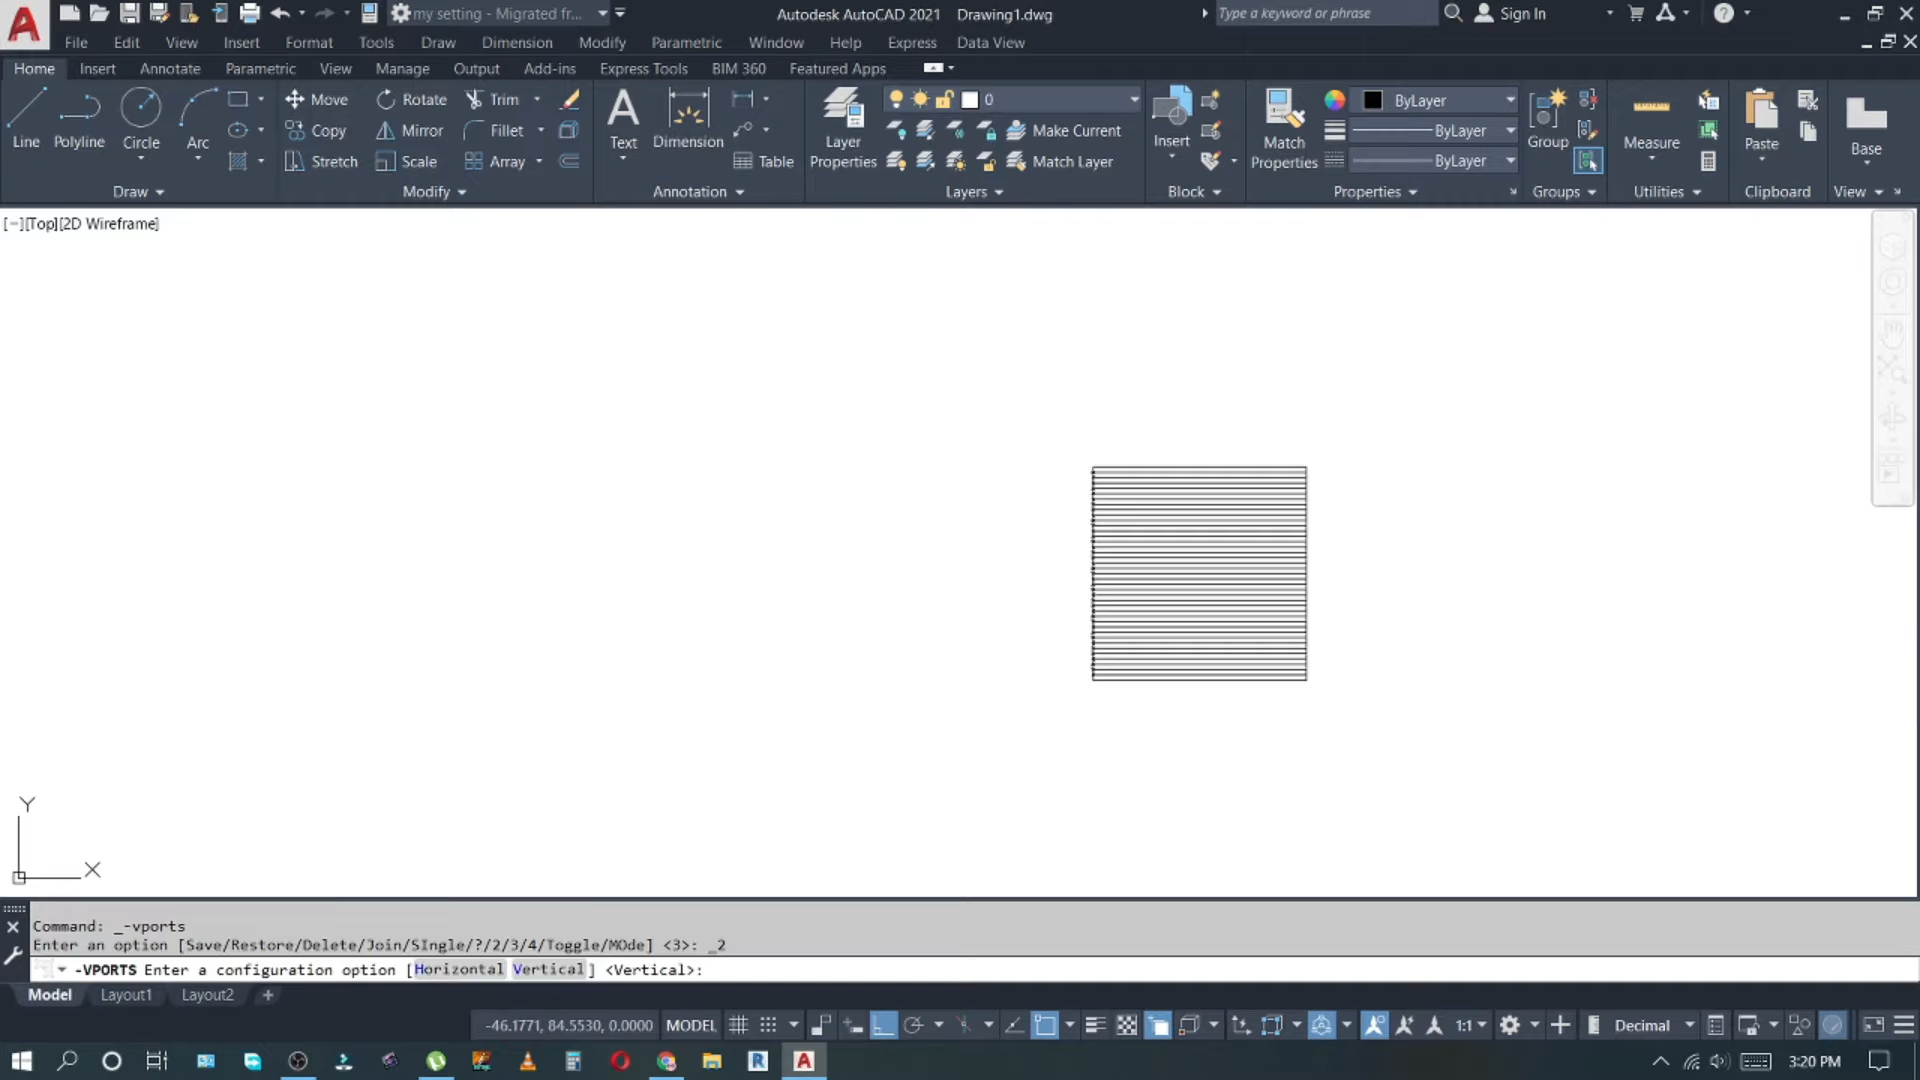 my setting - Migrated fr...
Autodesk AutoCAD 2021 Drawing1.dwg
Type a keyword or phrase
Sign In
File Edit View Insert Format Tools Draw Dimension Modify Parametric Window Help Express Data View
Home Insert Annotate Parametric View Manage Output Add-ins Express Tools BIM 360 Featured Apps
Line Polyline Circle Arc
Move Rotate Trim
Copy Mirror Fillet
Stretch Scale Array
Text Dimension
Table
Layer Properties
0
Make Current
Match Layer
Insert
Match Properties
ByLayer
ByLayer
ByLayer
Group
Measure
Paste
Base
Draw Modify Annotation Layers Block Properties Groups Utilities Clipboard View
[−][Top][2D Wireframe]
Y
X
Command: _-vports
Enter an option [Save/Restore/Delete/Join/SIngle/?/2/3/4/Toggle/MOde] <3>: _2
-VPORTS Enter a configuration option [Horizontal Vertical] <Vertical>:
Model Layout1 Layout2 +
-46.1771, 84.5530, 0.0000 MODEL 1:1 Decimal
3:20 PM